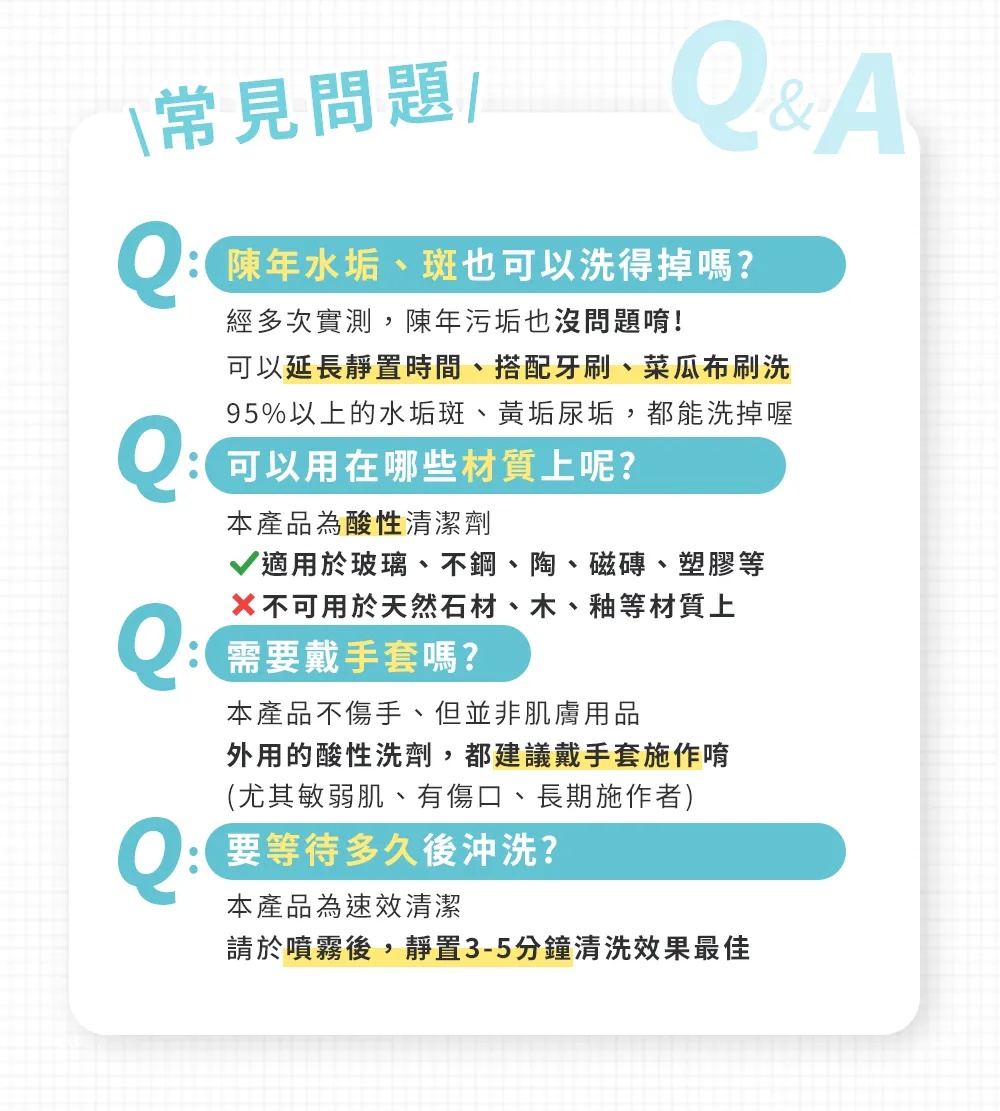 \常見問題/
Q&A
Q: 陳年水垢、斑也可以洗得掉嗎?
經多次實測，陳年污垢也沒問題唷!
可以延長靜置時間、搭配牙刷、菜瓜布刷洗
95%以上的水垢斑、黃垢尿垢，都能洗掉喔
Q: 可以用在哪些材質上呢?
本產品為酸性清潔劑
✓適用於玻璃、不鋼、陶、磁磚、塑膠等
×不可用於天然石材、木、釉等材質上
Q: 需要戴手套嗎?
本產品不傷手、但並非肌膚用品
外用的酸性洗劑，都建議戴手套施作唷
(尤其敏弱肌、有傷口、長期施作者)
Q: 要等待多久後沖洗?
本產品為速效清潔
請於噴霧後，靜置3-5分鐘清洗效果最佳